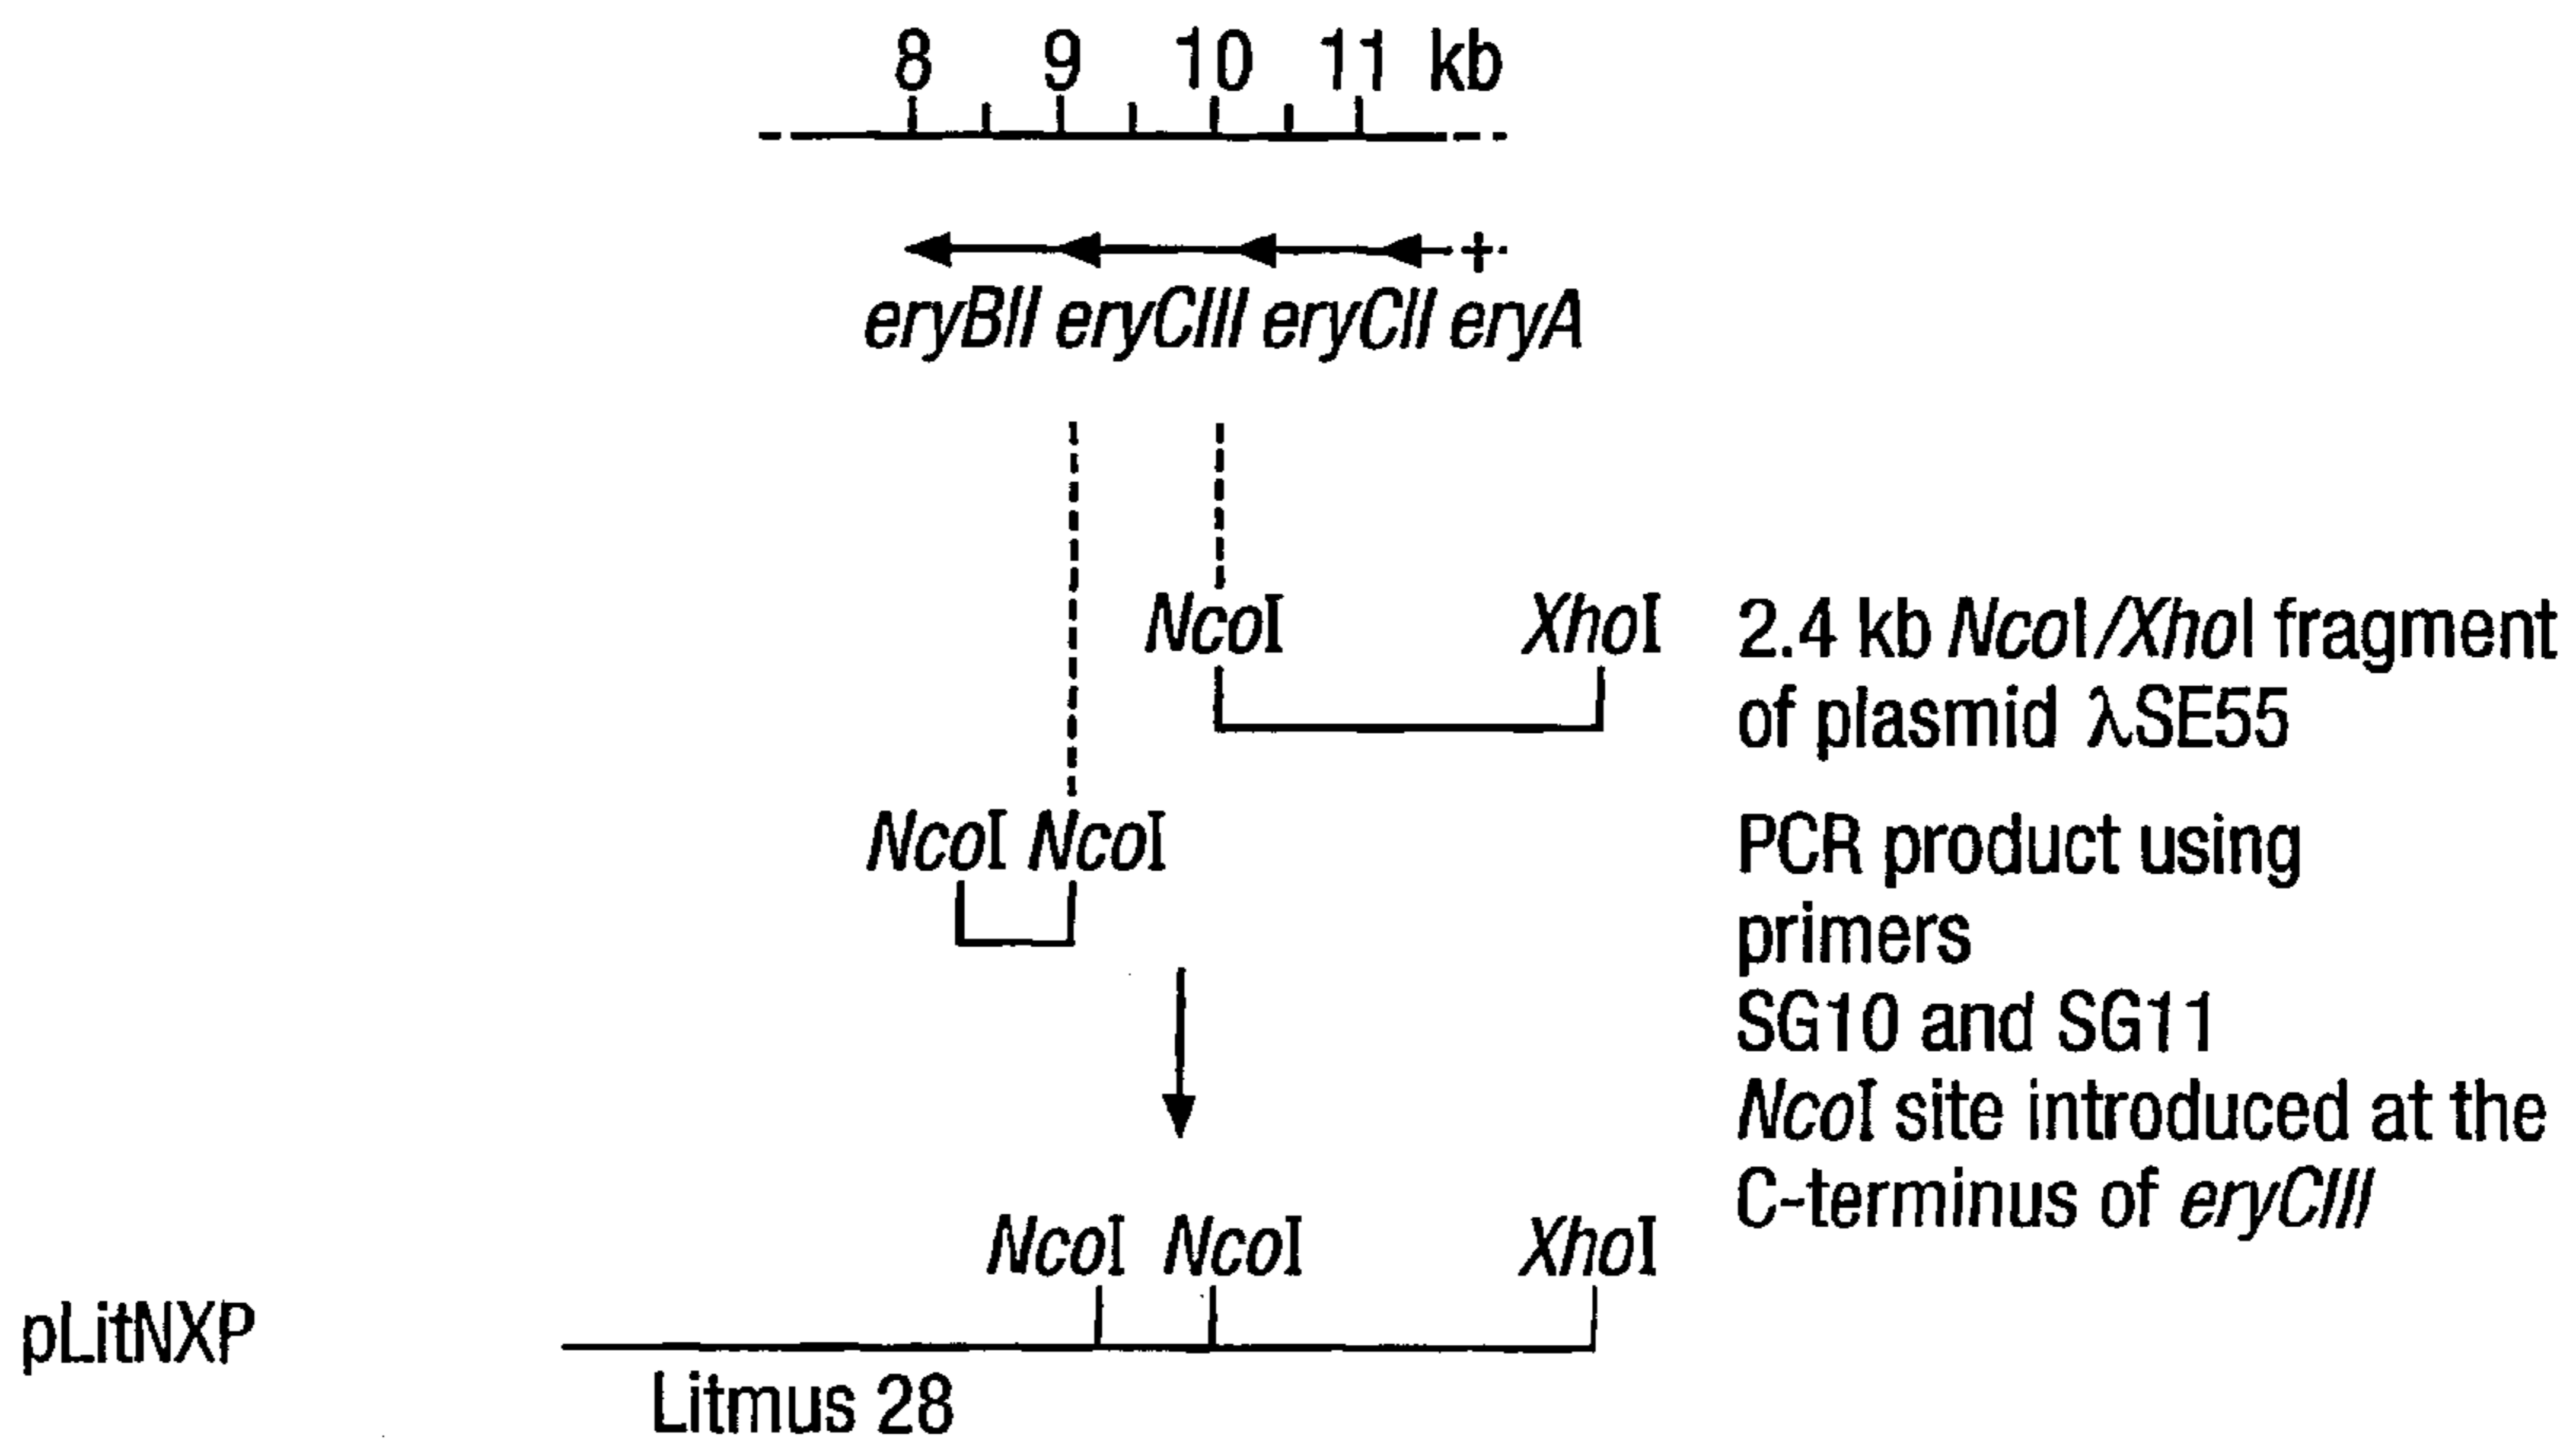 8 9 10 11 kb
eryBII eryCIII eryCII eryA
NcoI XhoI
2.4 kb NcoI/XhoI fragment
of plasmid λSE55
NcoI NcoI
PCR product using
primers
SG10 and SG11
NcoI site introduced at the
C-terminus of eryCIII
NcoI NcoI XhoI
pLitNXP
Litmus 28